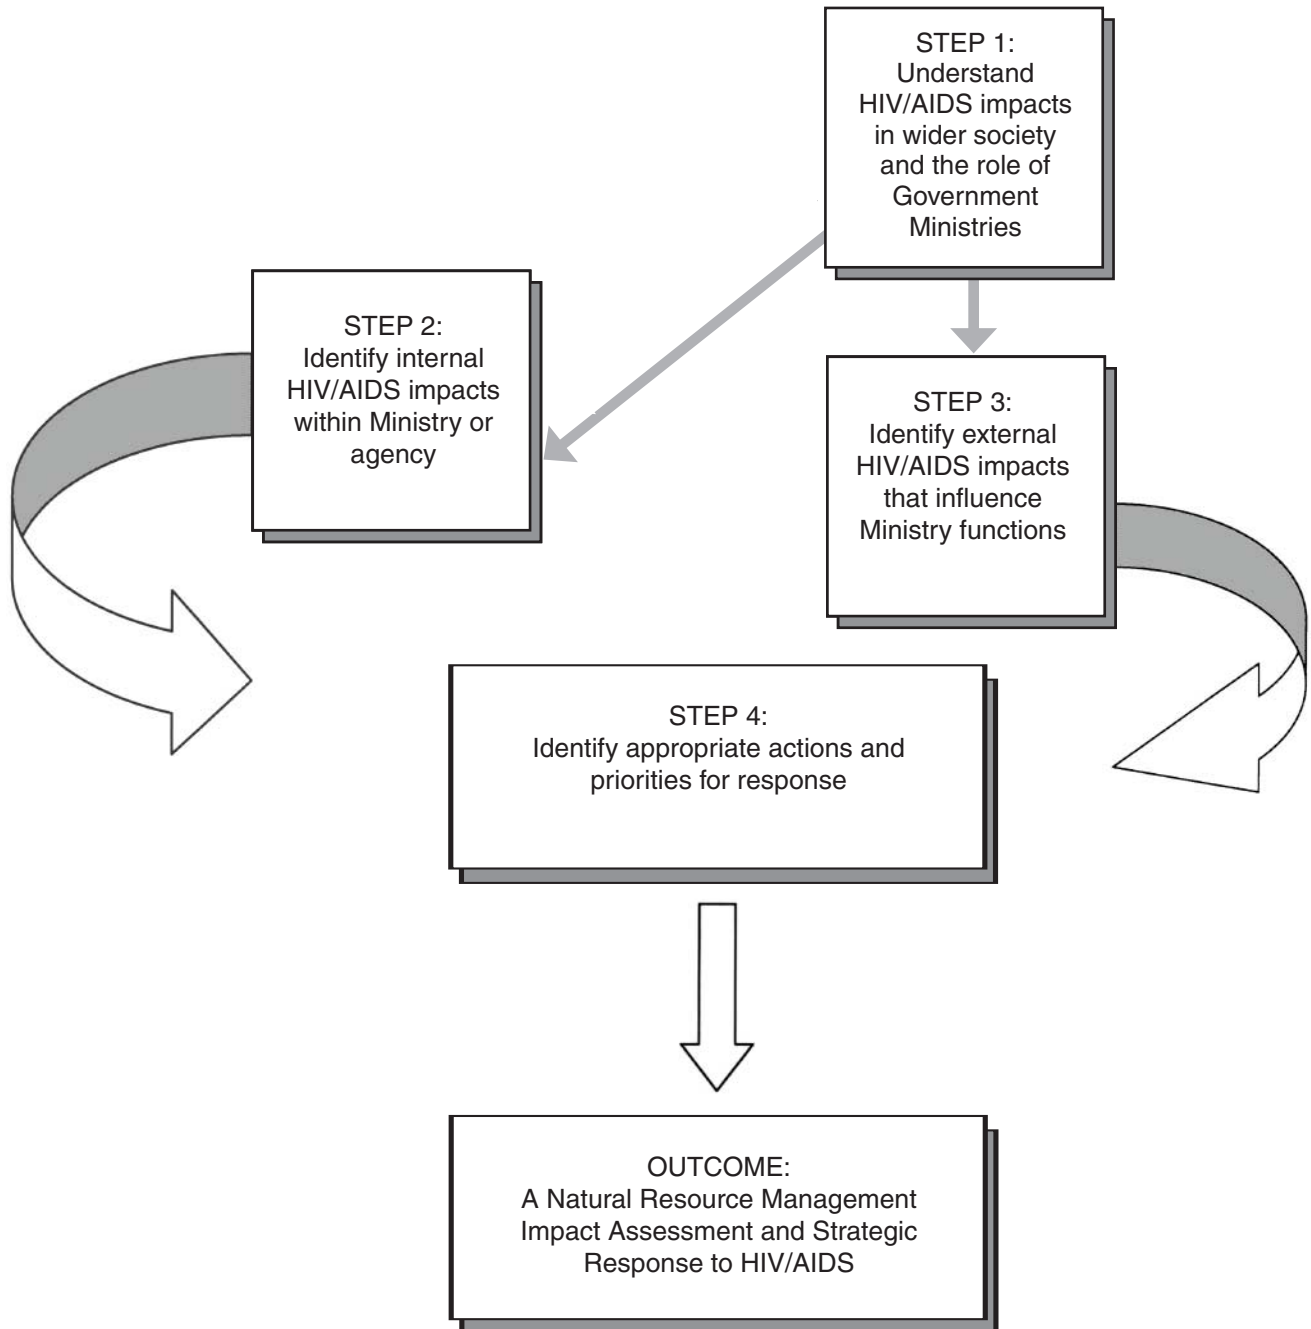 STEP 1:
Understand
HIV/AIDS impacts
in wider society
and the role of
Government
Ministries
STEP 2:
Identify internal
HIV/AIDS impacts
within Ministry or
agency
STEP 3:
Identify external
HIV/AIDS impacts
that influence
Ministry functions
STEP 4:
Identify appropriate actions and
priorities for response
OUTCOME:
A Natural Resource Management
Impact Assessment and Strategic
Response to HIV/AIDS